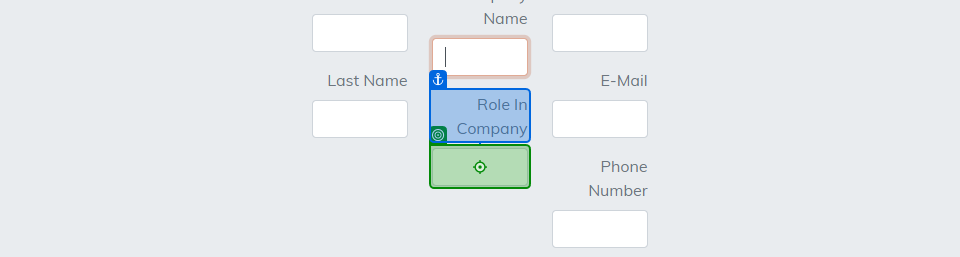 Name
Last Name
Role In
Company
E-Mail
Phone
Number